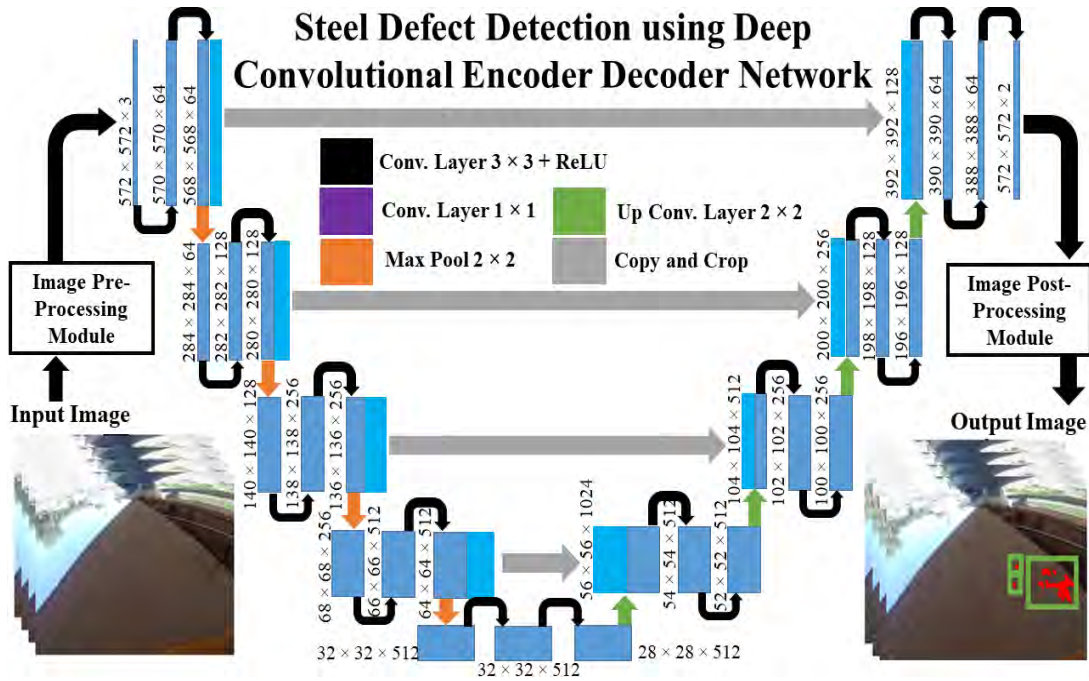 Steel Defect Detection using Deep
Convolutional Encoder Decoder Network
572 × 572 × 3
570 × 570 × 64
568 × 568 × 64
392 × 392 × 128
390 × 390 × 64
388 × 388 × 64
572 × 572 × 2
Conv. Layer 3 × 3 + ReLU
Conv. Layer 1 × 1
Up Conv. Layer 2 × 2
Max Pool 2 × 2
Copy and Crop
Image Pre-
Processing
Module
284 × 284 × 64
282 × 282 × 128
280 × 280 × 128
200 × 200 × 256
198 × 198 × 128
196 × 196 × 128
Image Post-
Processing
Module
Input Image
140 × 140 × 128
138 × 138 × 256
136 × 136 × 256
104 × 104 × 512
102 × 102 × 256
100 × 100 × 256
Output Image
68 × 68 × 256
66 × 66 × 512
64 × 64 × 512
56 × 56 × 1024
54 × 54 × 512
52 × 52 × 512
32 × 32 × 512
32 × 32 × 512
28 × 28 × 512